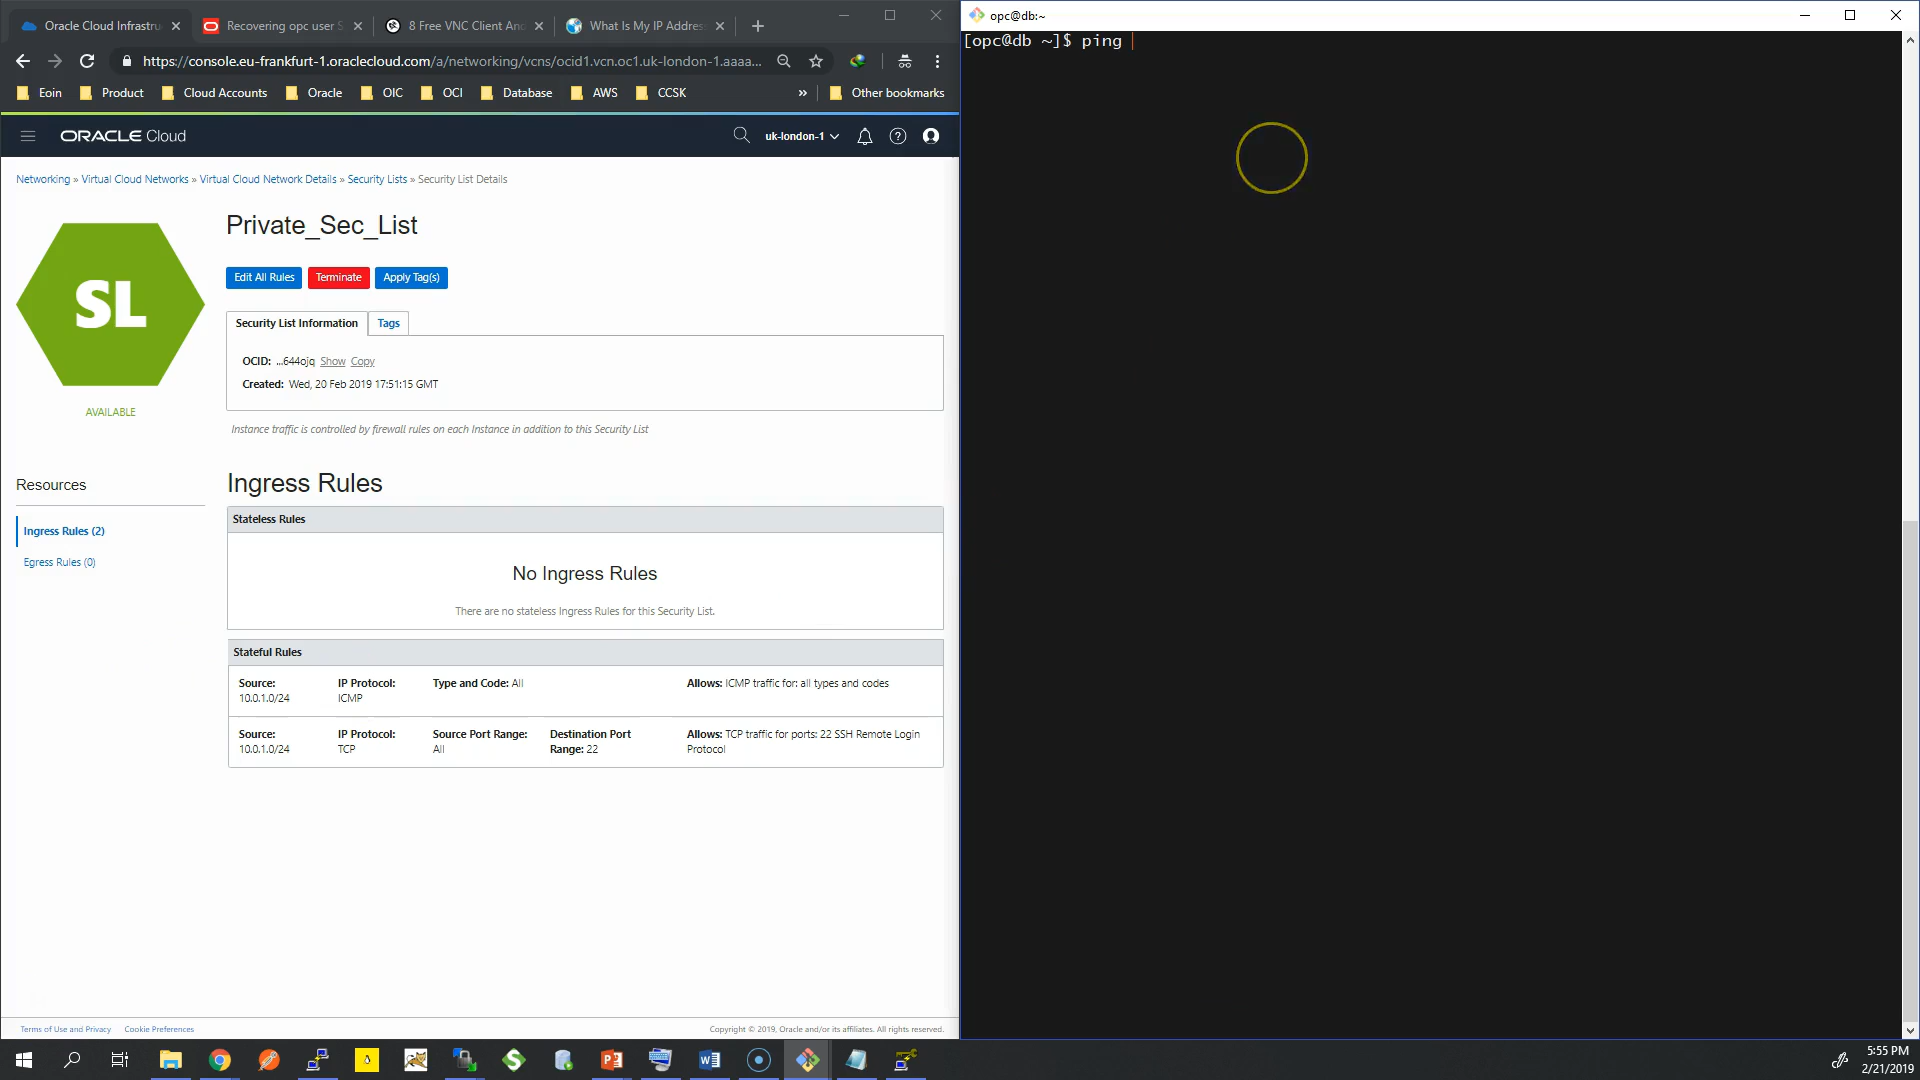 Oracle Cloud Infrastru
Recovering opc user S
8 Free VNC Client And
What Is My IP Address
https://console.eu-frankfurt-1.oraclecloud.com/a/networking/vcns/ocid1.vcn.oc1.uk-london-1.aaaa...
Eoin
Product
Cloud Accounts
Oracle
OIC
OCI
Database
AWS
CCSK
»
Other bookmarks
ORACLE Cloud
uk-london-1
Networking » Virtual Cloud Networks » Virtual Cloud Network Details » Security Lists » Security List Details
SL
AVAILABLE
Private_Sec_List
Edit All Rules
Terminate
Apply Tag(s)
Security List Information
Tags
OCID: ...644ojq Show Copy
Created: Wed, 20 Feb 2019 17:51:15 GMT
Instance traffic is controlled by firewall rules on each Instance in addition to this Security List
Resources
Ingress Rules (2)
Egress Rules (0)
Ingress Rules
Stateless Rules
No Ingress Rules
There are no stateless Ingress Rules for this Security List.
Stateful Rules
Source: 10.0.1.0/24
IP Protocol: ICMP
Type and Code: All
Allows: ICMP traffic for: all types and codes
Source: 10.0.1.0/24
IP Protocol: TCP
Source Port Range: All
Destination Port Range: 22
Allows: TCP traffic for ports: 22 SSH Remote Login Protocol
Terms of Use and Privacy
Cookie Preferences
Copyright © 2019, Oracle and/or its affiliates. All rights reserved.
opc@db:~
[opc@db ~]$ ping
5:55 PM
2/21/2019